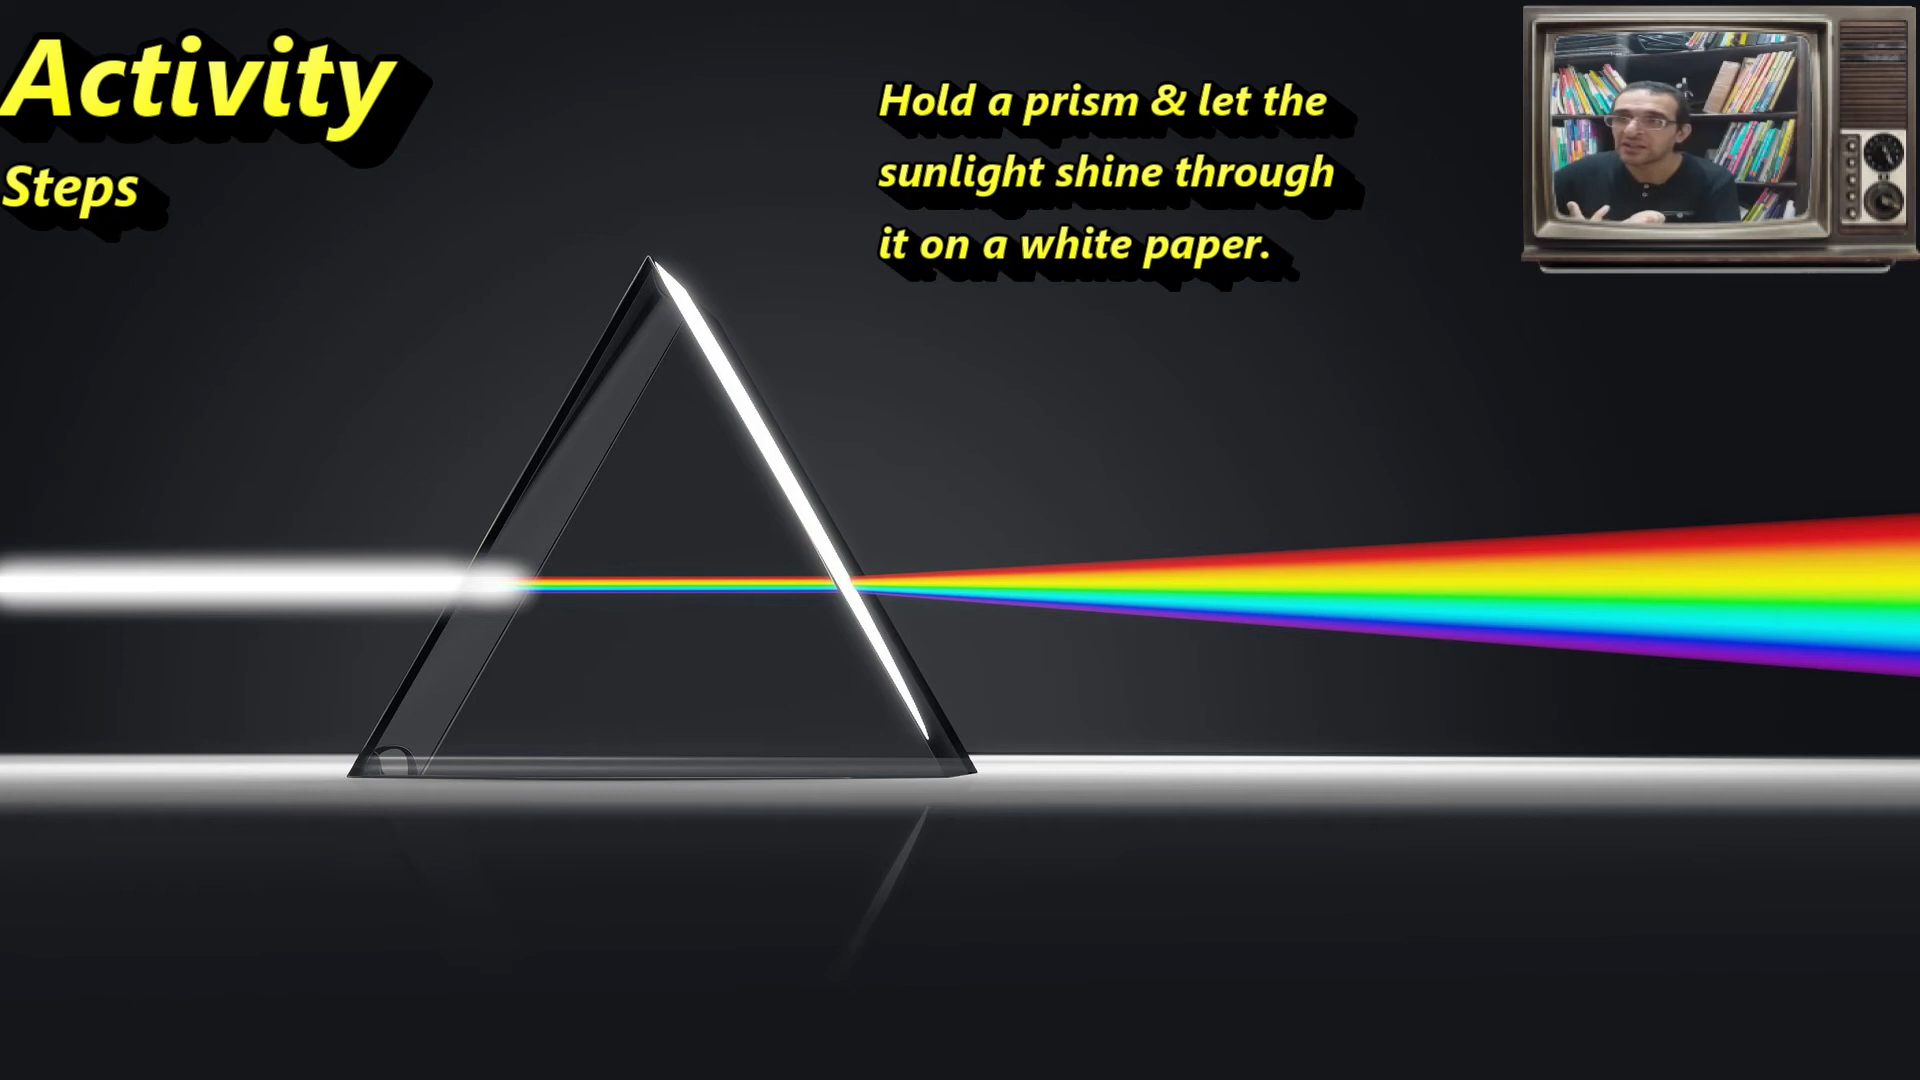 Activity
Steps
Hold a prism & let the
sunlight shine through
it on a white paper.